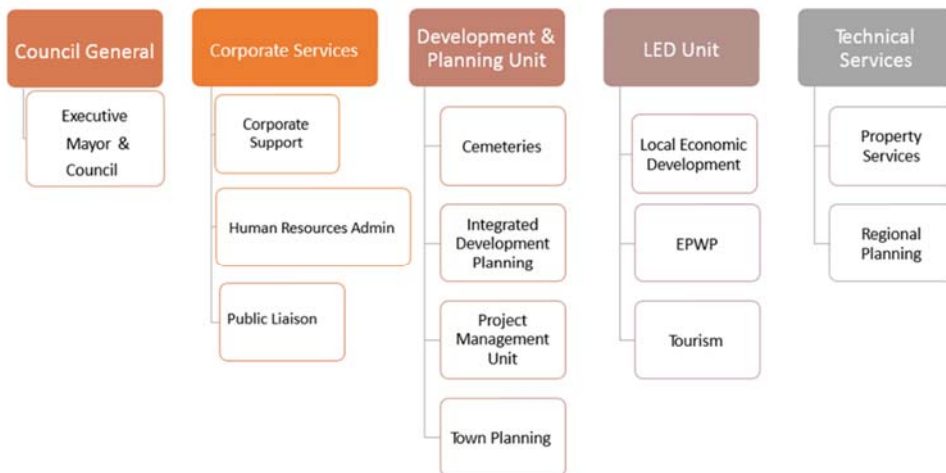 Council General
Executive
Mayor &
Council
Corporate Services
Corporate
Support
Human Resources Admin
Public Liaison
Development &
Planning Unit
Cemeteries
Integrated
Development
Planning
Project
Management
Unit
Town Planning
LED Unit
Local Economic
Development
EPWP
Tourism
Technical
Services
Property
Services
Regional
Planning